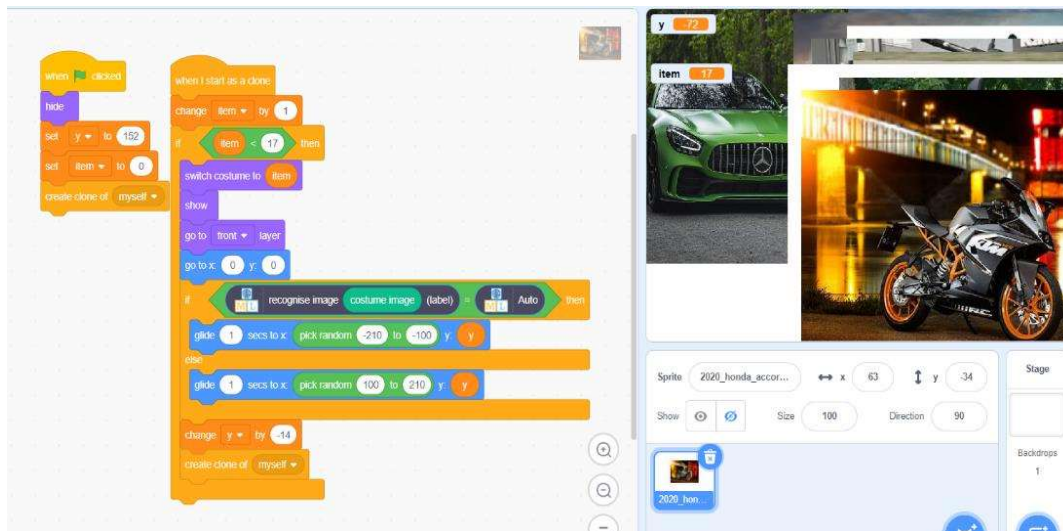 when clicked
hide
set y to 152
set item to 0
create clone of myself
when I start as a clone
change item by 1
if item < 17 then
switch costume to item
show
go to front layer
go to x: 0 y: 0
if ML recognise image costume image (label) = ML Auto then
glide 1 secs to x: pick random -210 to -100 y: y
else
glide 1 secs to x: pick random 100 to 210 y: y
change y by -14
create clone of myself
y -72
item 17
KTM
RC
Sprite 2020_honda_accor... x 63 y -34
Show Size 100 Direction 90
2020_hon...
Stage
Backdrops
1